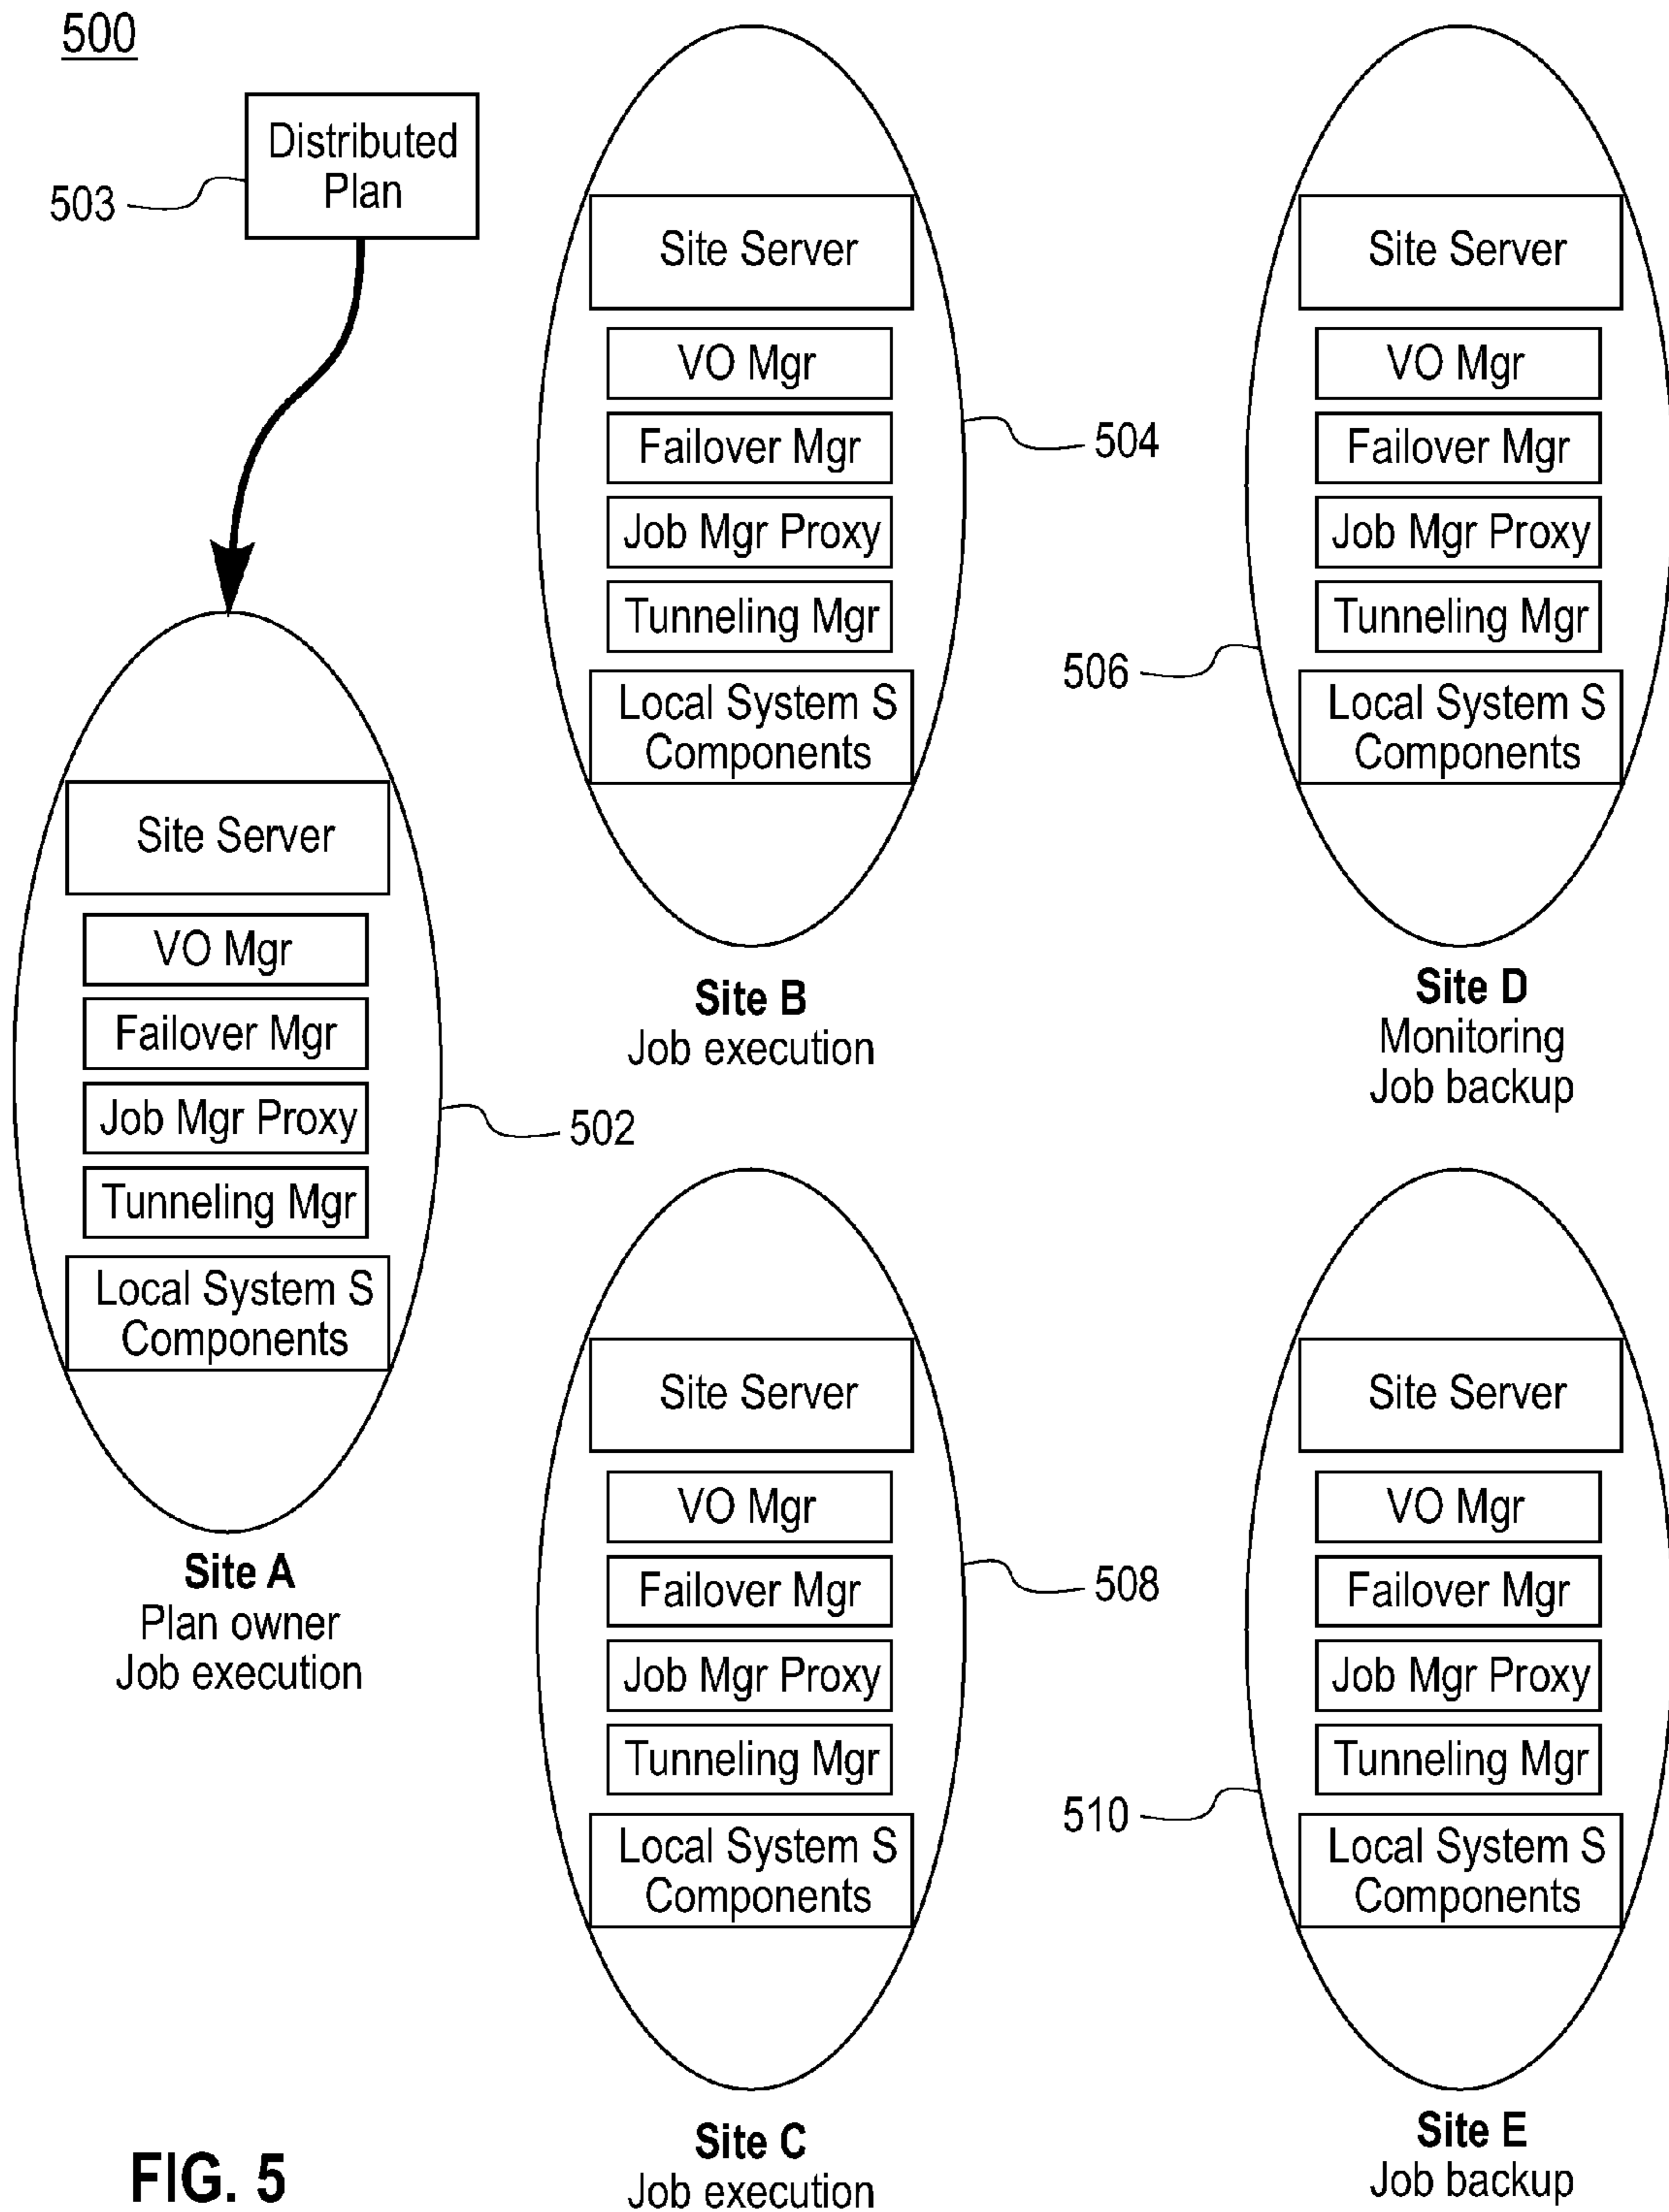 500
Distributed
Plan
503
Site Server
VO Mgr
Failover Mgr
Job Mgr Proxy
Tunneling Mgr
Local System S
Components
502
Site A
Plan owner
Job execution
Site Server
VO Mgr
Failover Mgr
Job Mgr Proxy
Tunneling Mgr
Local System S
Components
504
Site B
Job execution
Site Server
VO Mgr
Failover Mgr
Job Mgr Proxy
Tunneling Mgr
Local System S
Components
506
Site D
Monitoring
Job backup
Site Server
VO Mgr
Failover Mgr
Job Mgr Proxy
Tunneling Mgr
Local System S
Components
508
Site C
Job execution
Site Server
VO Mgr
Failover Mgr
Job Mgr Proxy
Tunneling Mgr
Local System S
Components
510
Site E
Job backup
FIG. 5